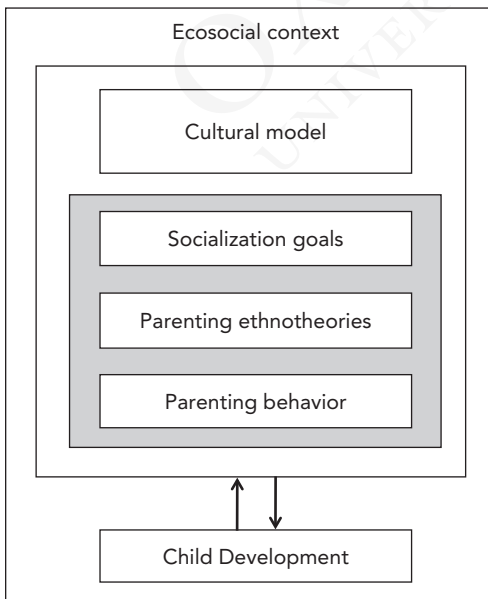 Ecosocial context
Cultural model
Socialization goals
Parenting ethnotheories
Parenting behavior
Child Development